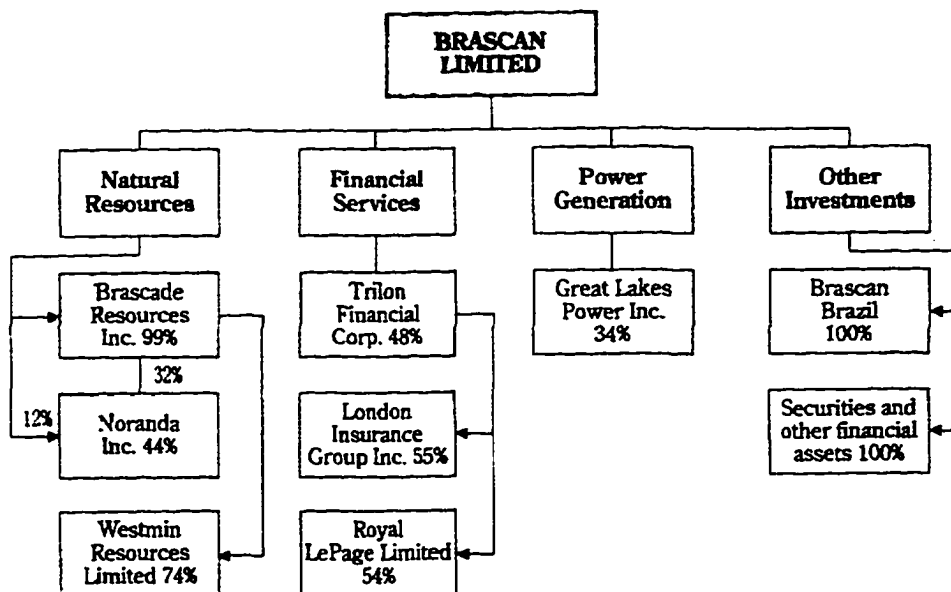 BRASCAN
LIMITED
Natural
Resources
Financial
Services
Power
Generation
Other
Investments
Brascade
Resources
Inc. 99%
Trilon
Financial
Corp. 48%
Great Lakes
Power Inc.
34%
Brascan
Brazil
100%
32%
12%
Noranda
Inc. 44%
London
Insurance
Group Inc. 55%
Securities and
other financial
assets 100%
Westmin
Resources
Limited 74%
Royal
LePage Limited
54%